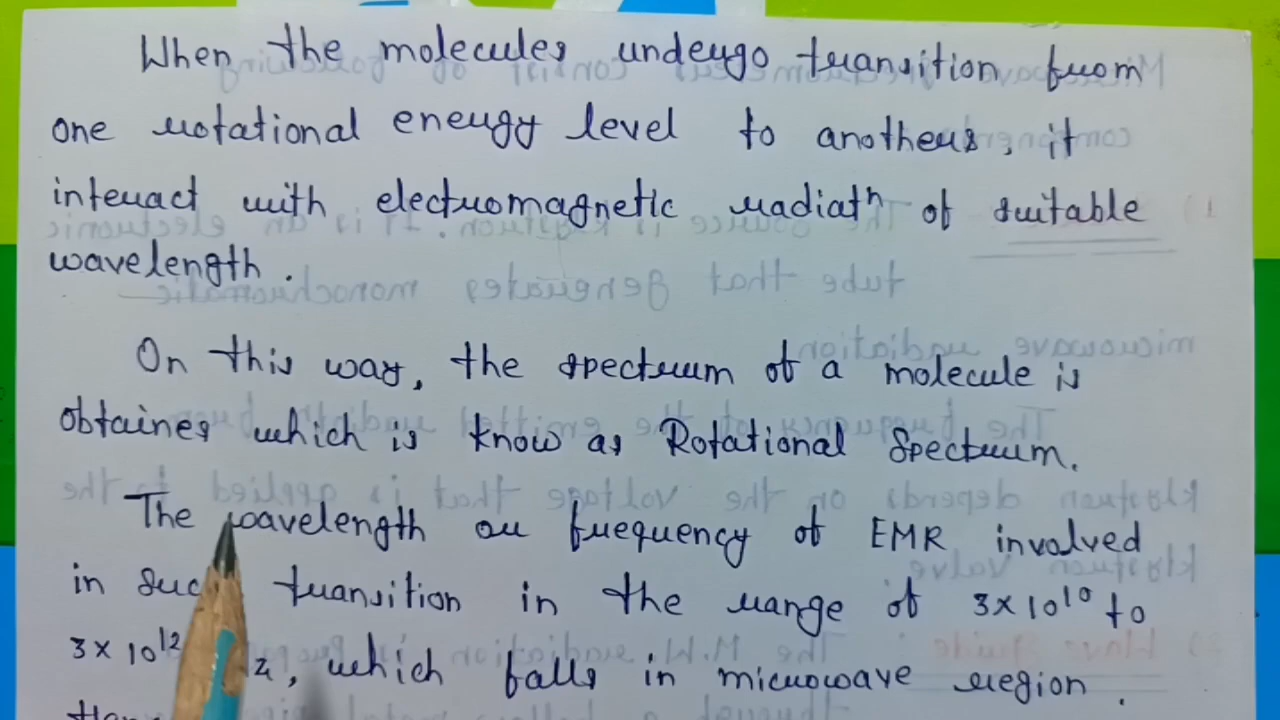 When the molecules undergo transition from
one rotational energy level to anothers, it
interact with electromagnetic radiatⁿ of suitable
wavelength.
On this way, the spectrum of a molecule is
obtaines which is know as Rotational Spectrum.
The wavelength or frequency of EMR involved
in such transition in the range of 3×10¹⁰ to
3×10¹² Hz, which falls in microwave region.